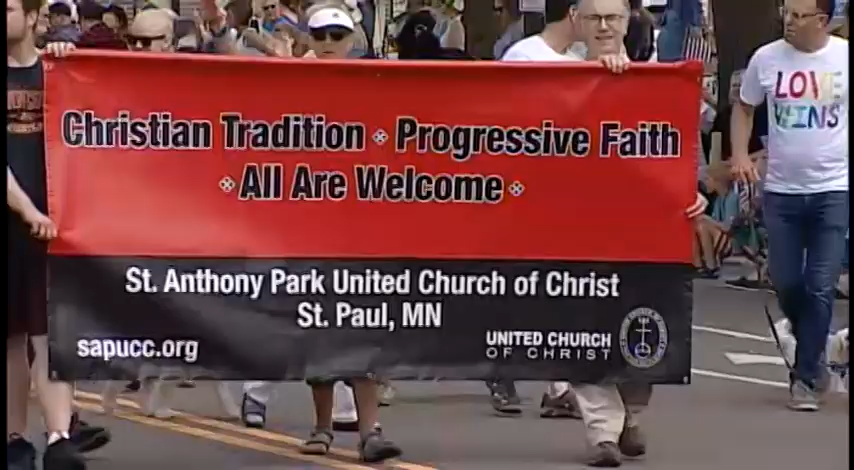 Christian Tradition Progressive Faith
All Are Welcome
St. Anthony Park United Church of Christ
St. Paul, MN
sapucc.org
UNITED CHURCH
OF CHRIST
LOVE
WINS